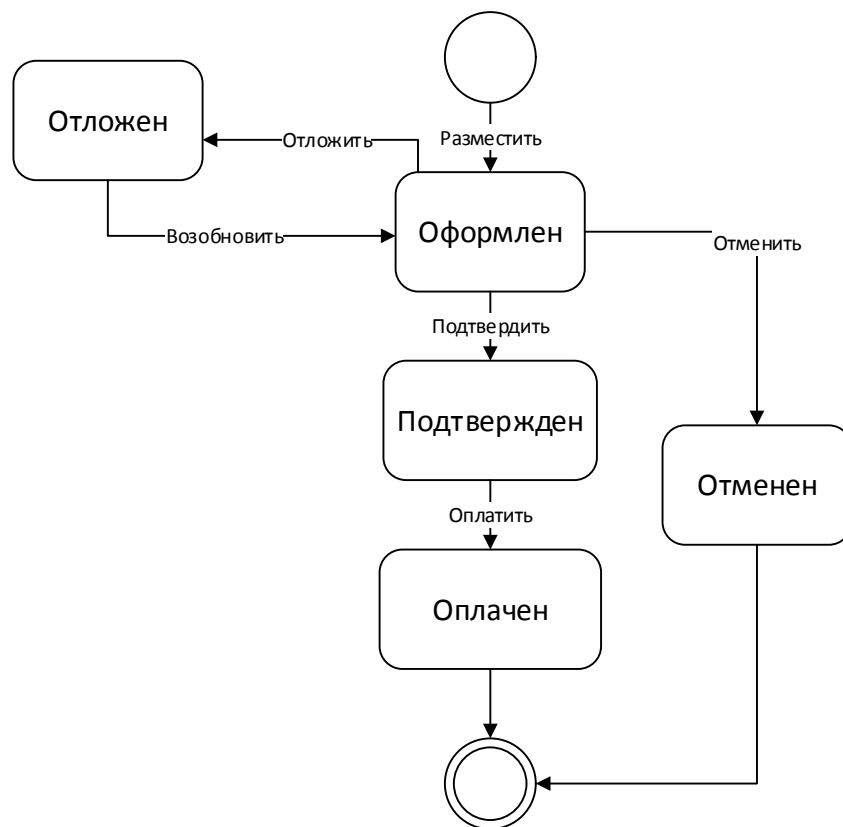 Отложен
Отложить
Разместить
Возобновить
Оформлен
Отменить
Подтвердить
Подтвержден
Оплатить
Отменен
Оплачен